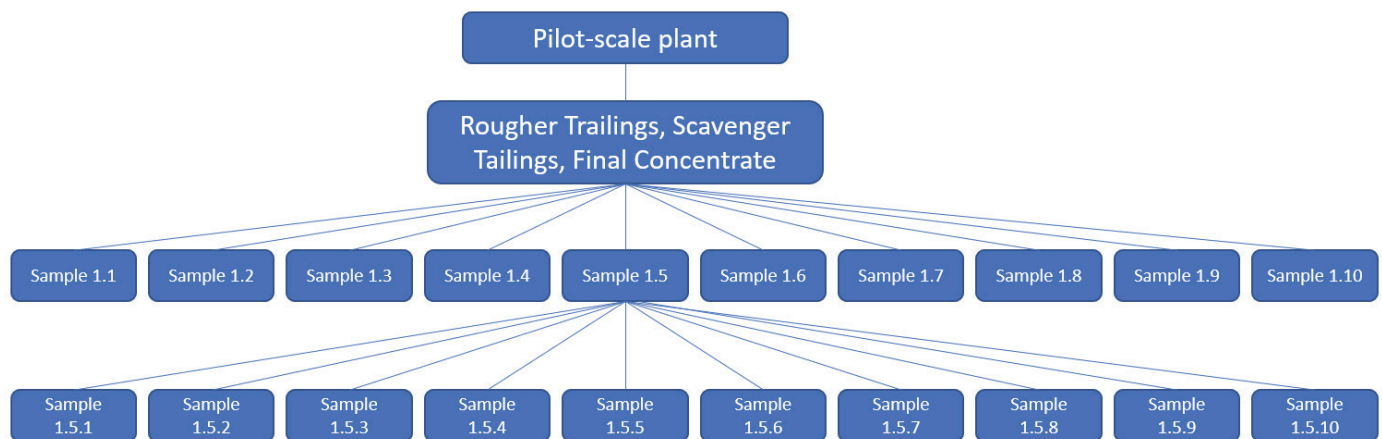 Pilot-scale plant
Rougher Trailings, Scavenger
Tailings, Final Concentrate
Sample 1.1
Sample 1.2
Sample 1.3
Sample 1.4
Sample 1.5
Sample 1.6
Sample 1.7
Sample 1.8
Sample 1.9
Sample 1.10
Sample
1.5.1
Sample
1.5.2
Sample
1.5.3
Sample
1.5.4
Sample
1.5.5
Sample
1.5.6
Sample
1.5.7
Sample
1.5.8
Sample
1.5.9
Sample
1.5.10